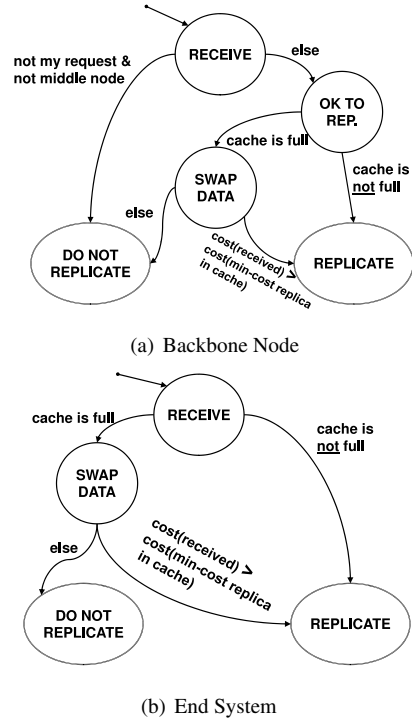 RECEIVE
not my request &
not middle node
else
OK TO
REP.
cache is full
cache is
not full
SWAP
DATA
else
cost(received) >
cost(min-cost replica
in cache)
DO NOT
REPLICATE
REPLICATE
(a) Backbone Node
RECEIVE
cache is full
cache is
not full
SWAP
DATA
else
cost(received) >
cost(min-cost replica
in cache)
DO NOT
REPLICATE
REPLICATE
(b) End System